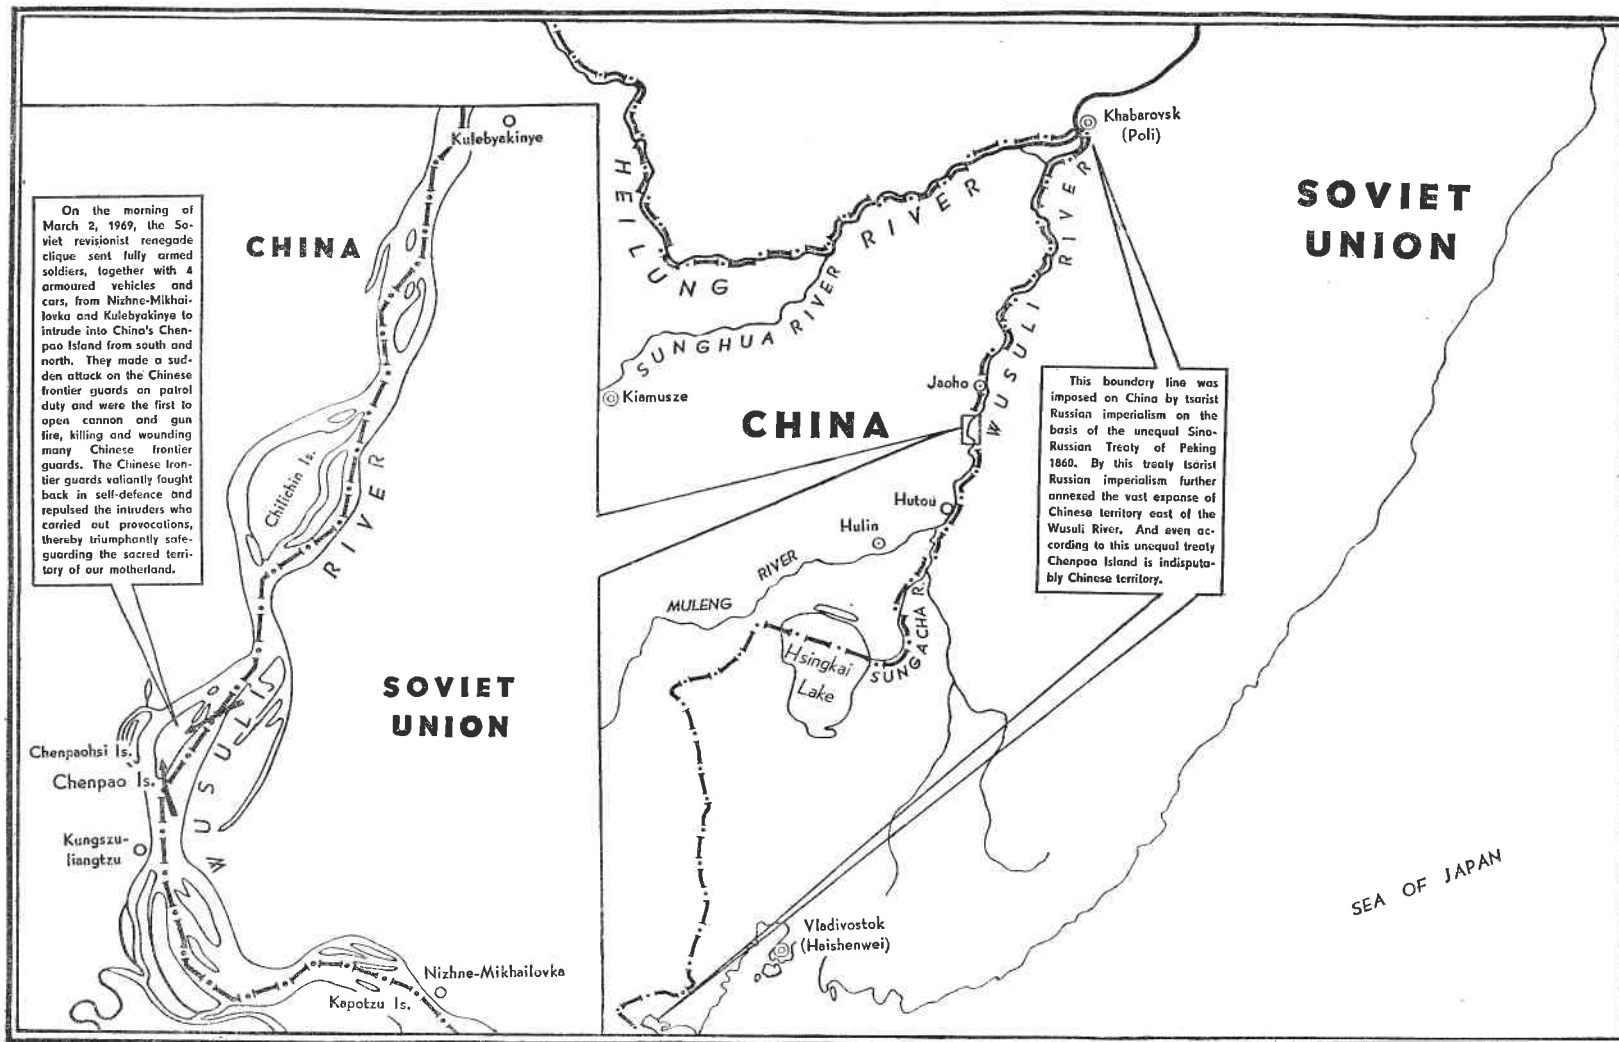 Kulebyakinye
CHINA
On the morning of
March 2, 1969, the So-
viet revisionist renegade
clique sent fully armed
soldiers, together with 4
armoured vehicles and
cars, from Nizhne-Mikhai-
lovka and Kulebyakinye to
intrude into China's Chen-
pao Island from south and
north. They made a sud-
den attack on the Chinese
frontier guards on patrol
duty and were the first to
open cannon and gun
fire, killing and wounding
many Chinese frontier
guards. The Chinese fron-
tier guards valiantly fought
back in self-defence and
repulsed the intruders who
carried out provocations,
thereby triumphantly safe-
guarding the sacred terri-
tory of our motherland.
Chilichin Is.
WUSULI RIVER
SOVIET
UNION
Chenpaohsi Is.
Chenpao Is.
Kungszu-
liangtzu
Nizhne-Mikhailovka
Kapotzu Is.
Khabarovsk
(Poli)
SOVIET
UNION
HEILUNG RIVER
SUNGHUA RIVER
Kiamusze
WUSULI RIVER
Jaoho
CHINA
This boundary line was
imposed on China by tsarist
Russian imperialism on the
basis of the unequal Sino-
Russian Treaty of Peking
1860. By this treaty tsarist
Russian imperialism further
annexed the vast expanse of
Chinese territory east of the
Wusuli River. And even ac-
cording to this unequal treaty
Chenpao Island is indisputa-
bly Chinese territory.
Hutou
Hulin
MULENG RIVER
Hsingkai
Lake
SUNGACHA R.
SEA OF JAPAN
Vladivostok
(Haishenwei)